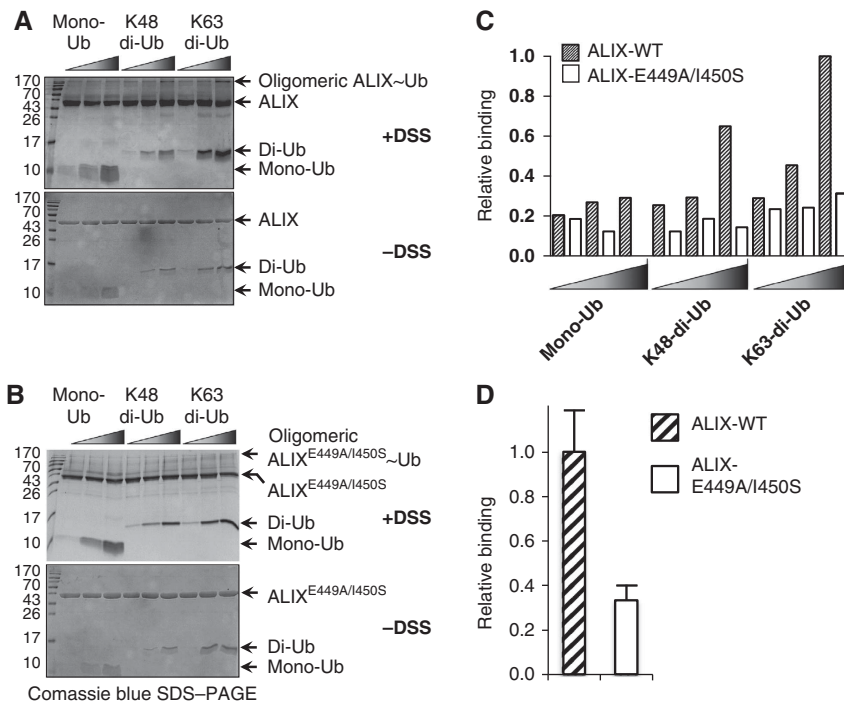 A
Mono-Ub K48 di-Ub K63 di-Ub
170
70
43
26
17
10
Oligomeric ALIX~Ub
ALIX
Di-Ub
Mono-Ub
+DSS
170
70
43
26
17
10
ALIX
Di-Ub
Mono-Ub
–DSS
B
Mono-Ub K48 di-Ub K63 di-Ub
170
70
43
26
17
10
Oligomeric
ALIX^E449A/I450S~Ub
ALIX^E449A/I450S
Di-Ub
Mono-Ub
+DSS
170
70
43
26
17
10
ALIX^E449A/I450S
Di-Ub
Mono-Ub
–DSS
Comassie blue SDS–PAGE
C
Relative binding
1.0
0.8
0.6
0.4
0.2
0.0
ALIX-WT
ALIX-E449A/I450S
Mono-Ub
K48-di-Ub
K63-di-Ub
D
Relative binding
1.0
0.8
0.6
0.4
0.2
0.0
ALIX-WT
ALIX-
E449A/I450S